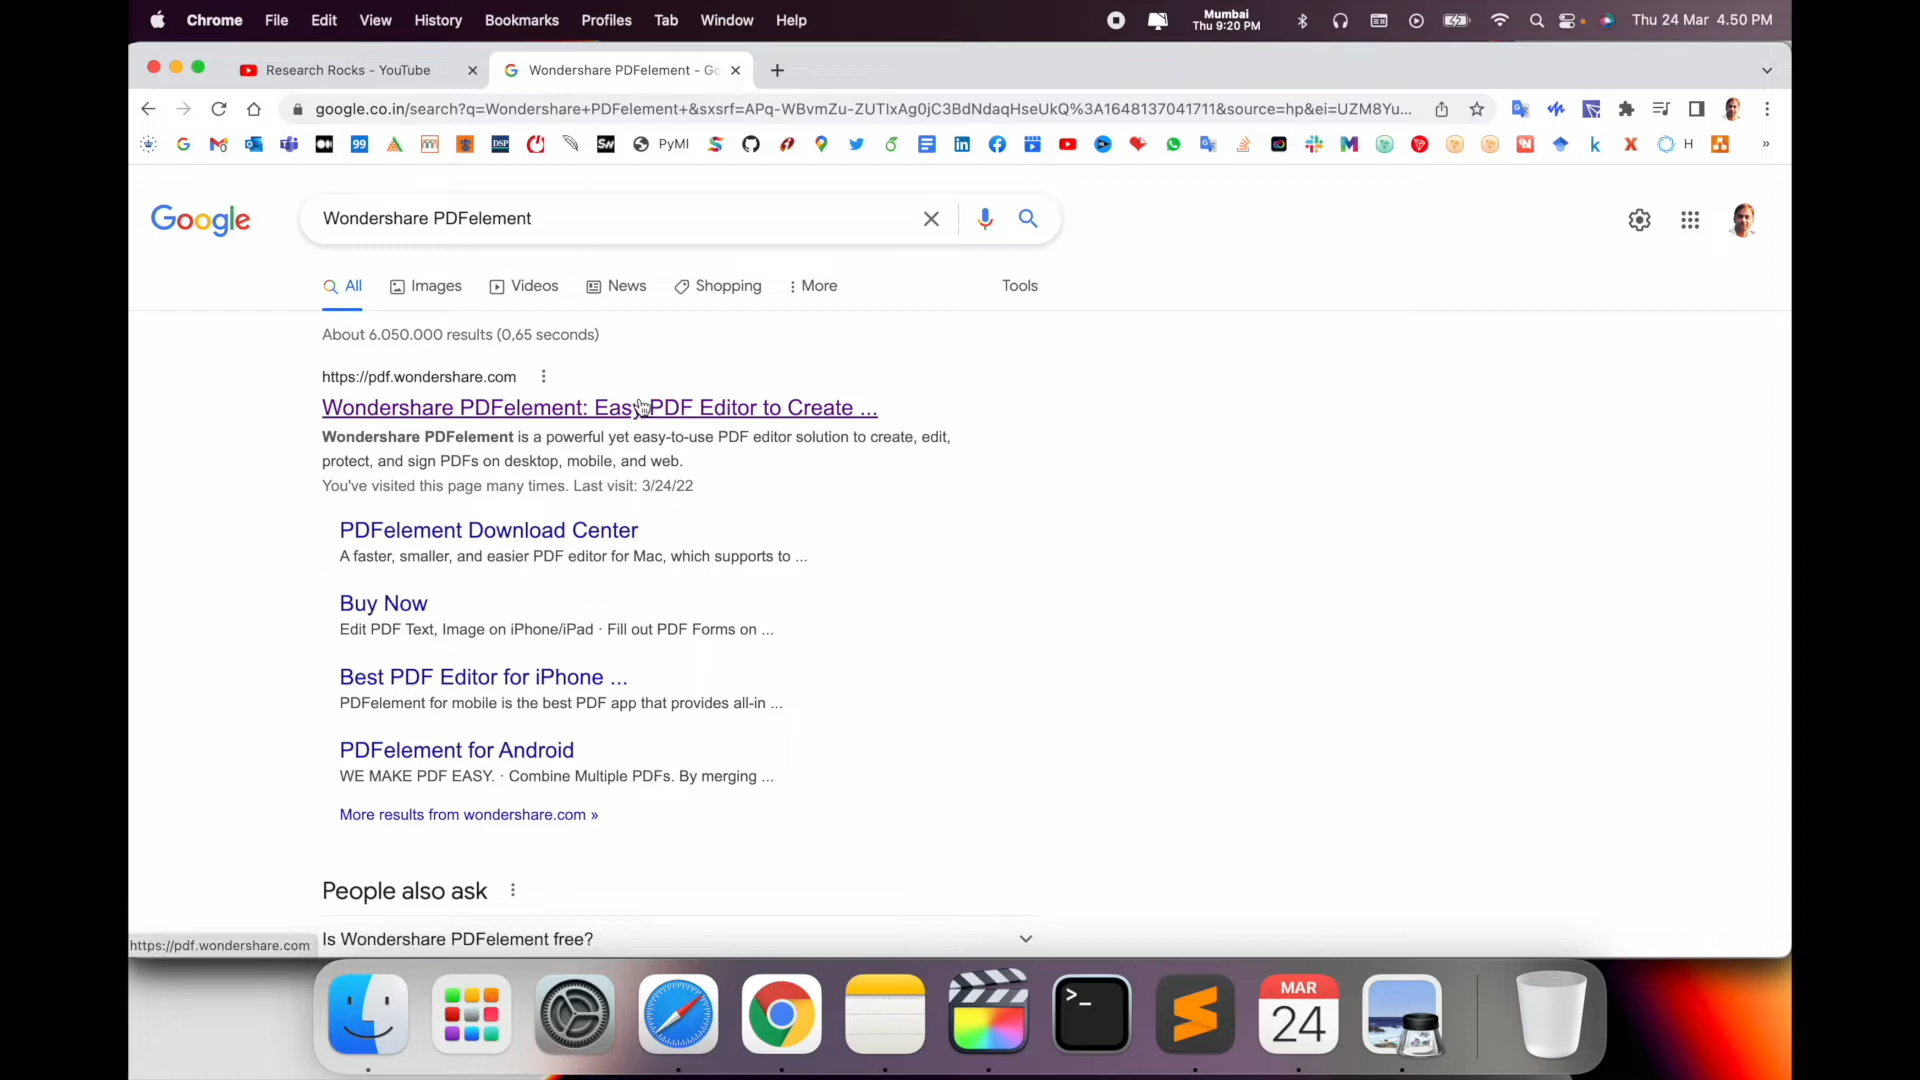 Chrome File Edit View History Bookmarks Profiles Tab Window Help Mumbai Thu 9:20 PM Thu 24 Mar 4.50 PM
Research Rocks - YouTube Wondershare PDFelement - Go
google.co.in/search?q=Wondershare+PDFelement+&sxsrf=APq-WBvmZu-ZUTIxAg0jC3BdNdaqHseUkQ%3A1648137041711&source=hp&ei=UZM8Yu...
99 DSP SW PyMI H »
Google Wondershare PDFelement
All Images Videos News Shopping More Tools
About 6.050.000 results (0,65 seconds)
https://pdf.wondershare.com
Wondershare PDFelement: Easy PDF Editor to Create ...
Wondershare PDFelement is a powerful yet easy-to-use PDF editor solution to create, edit,
protect, and sign PDFs on desktop, mobile, and web.
You've visited this page many times. Last visit: 3/24/22
PDFelement Download Center
A faster, smaller, and easier PDF editor for Mac, which supports to ...
Buy Now
Edit PDF Text, Image on iPhone/iPad · Fill out PDF Forms on ...
Best PDF Editor for iPhone ...
PDFelement for mobile is the best PDF app that provides all-in ...
PDFelement for Android
WE MAKE PDF EASY. · Combine Multiple PDFs. By merging ...
More results from wondershare.com »
People also ask
Is Wondershare PDFelement free?
https://pdf.wondershare.com
MAR
24